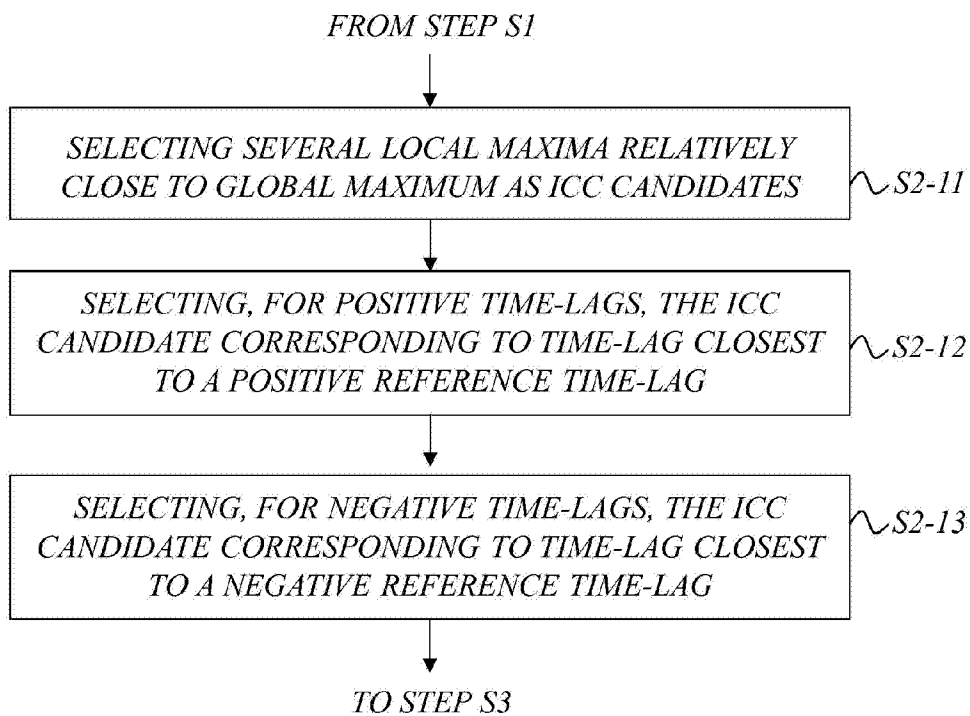 FROM STEP S1
SELECTING SEVERAL LOCAL MAXIMA RELATIVELY
CLOSE TO GLOBAL MAXIMUM AS ICC CANDIDATES
S2-11
SELECTING, FOR POSITIVE TIME-LAGS, THE ICC
CANDIDATE CORRESPONDING TO TIME-LAG CLOSEST
TO A POSITIVE REFERENCE TIME-LAG
S2-12
SELECTING, FOR NEGATIVE TIME-LAGS, THE ICC
CANDIDATE CORRESPONDING TO TIME-LAG CLOSEST
TO A NEGATIVE REFERENCE TIME-LAG
S2-13
TO STEP S3